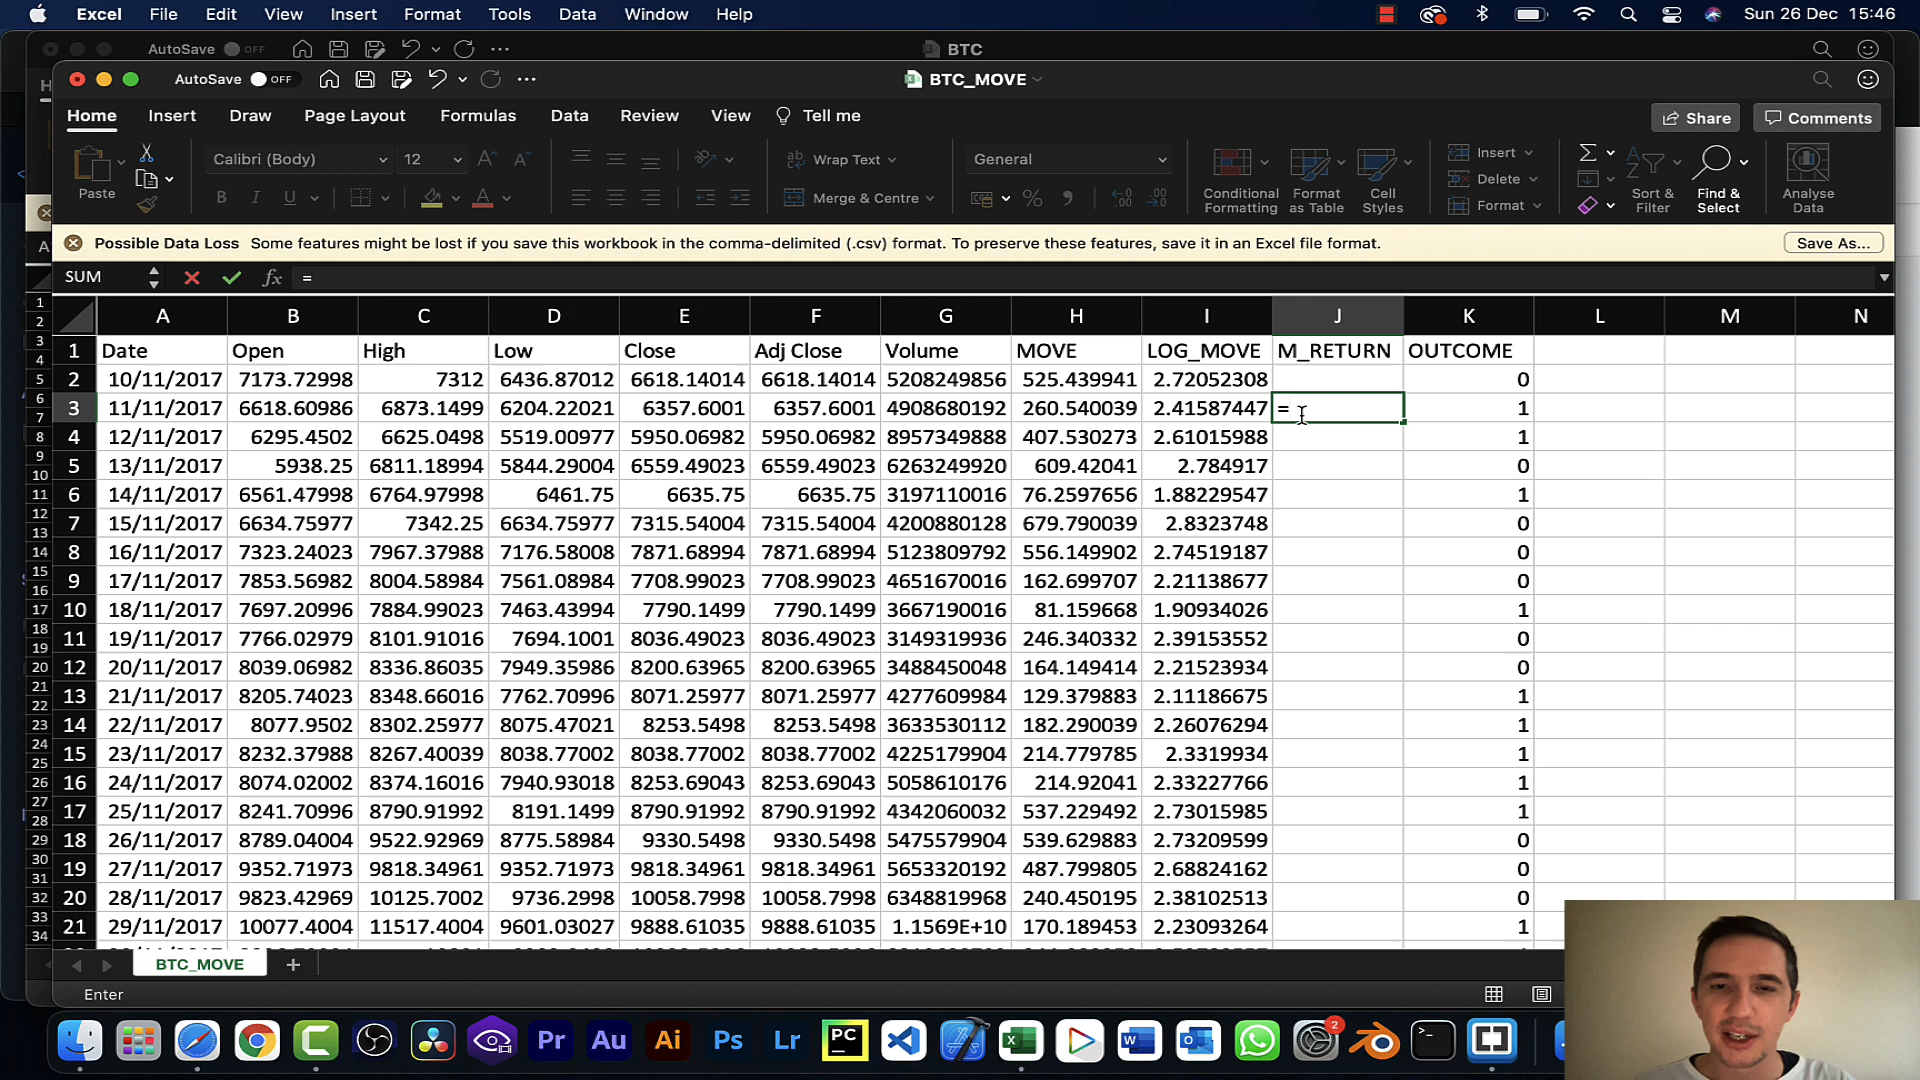 Excel File Edit View Insert Format Tools Data Window Help Sun 26 Dec 15:46
AutoSave OFF BTC
AutoSave OFF BTC_MOVE
Home Insert Draw Page Layout Formulas Data Review View Tell me Share Comments
Paste Calibri (Body) 12 Wrap Text General Insert
Merge & Centre Conditional Formatting Format as Table Cell Styles Delete Format Sort & Filter Find & Select Analyse Data
Possible Data Loss Some features might be lost if you save this workbook in the comma-delimited (.csv) format. To preserve these features, save it in an Excel file format. Save As...
SUM fx =
A B C D E F G H I J K L M N
1 Date Open High Low Close Adj Close Volume MOVE LOG_MOVE M_RETURN OUTCOME
2 10/11/2017 7173.72998 7312 6436.87012 6618.14014 6618.14014 5208249856 525.439941 2.72052308 0
3 11/11/2017 6618.60986 6873.1499 6204.22021 6357.6001 6357.6001 4908680192 260.540039 2.41587447 = 1
4 12/11/2017 6295.4502 6625.0498 5519.00977 5950.06982 5950.06982 8957349888 407.530273 2.61015988 1
5 13/11/2017 5938.25 6811.18994 5844.29004 6559.49023 6559.49023 6263249920 609.42041 2.784917 0
6 14/11/2017 6561.47998 6764.97998 6461.75 6635.75 6635.75 3197110016 76.2597656 1.88229547 1
7 15/11/2017 6634.75977 7342.25 6634.75977 7315.54004 7315.54004 4200880128 679.790039 2.8323748 0
8 16/11/2017 7323.24023 7967.37988 7176.58008 7871.68994 7871.68994 5123809792 556.149902 2.74519187 0
9 17/11/2017 7853.56982 8004.58984 7561.08984 7708.99023 7708.99023 4651670016 162.699707 2.21138677 0
10 18/11/2017 7697.20996 7884.99023 7463.43994 7790.1499 7790.1499 3667190016 81.159668 1.90934026 1
11 19/11/2017 7766.02979 8101.91016 7694.1001 8036.49023 8036.49023 3149319936 246.340332 2.39153552 0
12 20/11/2017 8039.06982 8336.86035 7949.35986 8200.63965 8200.63965 3488450048 164.149414 2.21523934 0
13 21/11/2017 8205.74023 8348.66016 7762.70996 8071.25977 8071.25977 4277609984 129.379883 2.11186675 1
14 22/11/2017 8077.9502 8302.25977 8075.47021 8253.5498 8253.5498 3633530112 182.290039 2.26076294 1
15 23/11/2017 8232.37988 8267.40039 8038.77002 8038.77002 8038.77002 4225179904 214.779785 2.3319934 1
16 24/11/2017 8074.02002 8374.16016 7940.93018 8253.69043 8253.69043 5058610176 214.92041 2.33227766 1
17 25/11/2017 8241.70996 8790.91992 8191.1499 8790.91992 8790.91992 4342060032 537.229492 2.73015985 1
18 26/11/2017 8789.04004 9522.92969 8775.58984 9330.5498 9330.5498 5475579904 539.629883 2.73209599 0
19 27/11/2017 9352.71973 9818.34961 9352.71973 9818.34961 9818.34961 5653320192 487.799805 2.68824162 0
20 28/11/2017 9823.42969 10125.7002 9736.2998 10058.7998 10058.7998 6348819968 240.450195 2.38102513 0
21 29/11/2017 10077.4004 11517.4004 9601.03027 9888.61035 9888.61035 1.1569E+10 170.189453 2.23093264 1
BTC_MOVE
Enter
Pr Au Ai Ps Lr PC 2